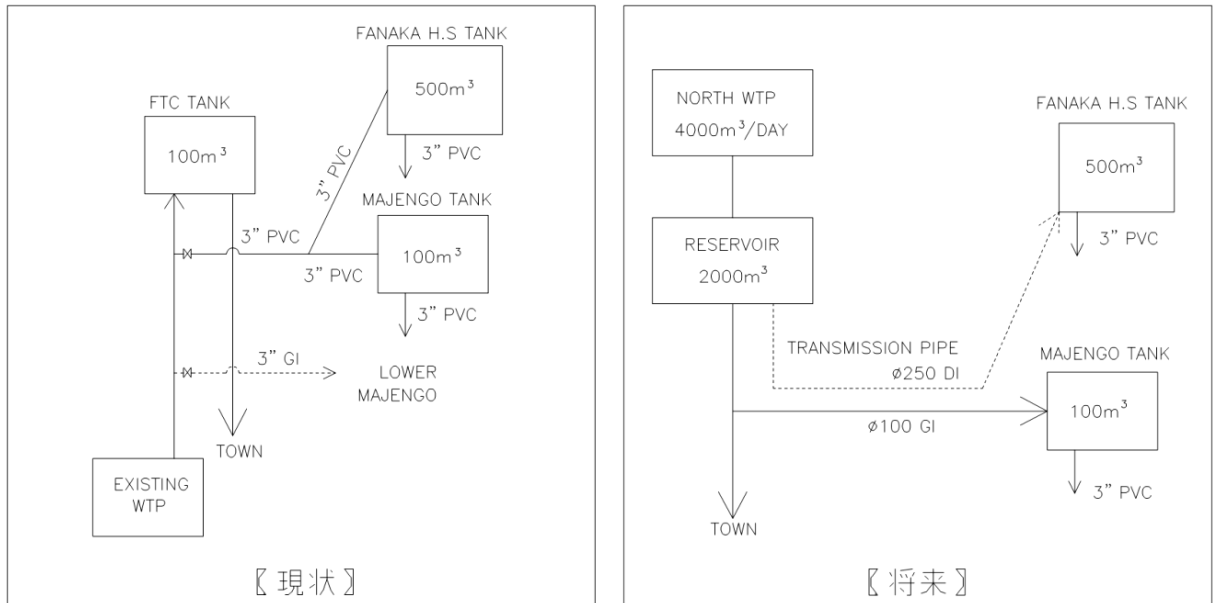 FANAKA H.S TANK
500m³
3” PVC
FTC TANK
100m³
3” PVC
MAJENGO TANK
100m³
3” PVC
3” PVC
3” PVC
3” GI
LOWER
MAJENGO
TOWN
EXISTING
WTP
〖現状〗
NORTH WTP
4000m³/DAY
FANAKA H.S TANK
500m³
3” PVC
RESERVOIR
2000m³
TRANSMISSION PIPE
ø250 DI
MAJENGO TANK
100m³
ø100 GI
3” PVC
TOWN
〖将来〗